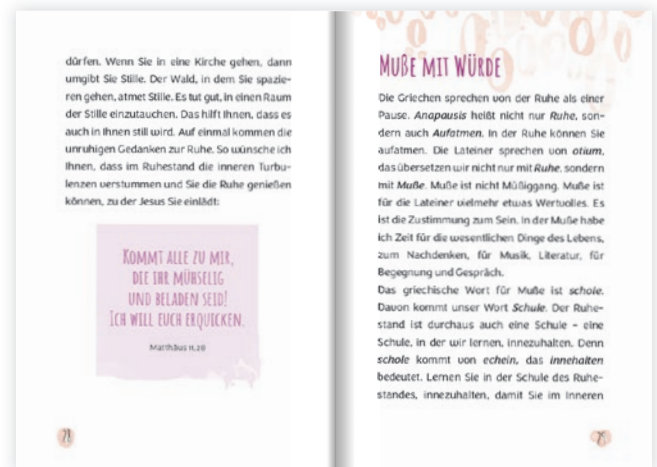 dürfen. Wenn Sie in eine Kirche gehen, dann
umgibt Sie Stille. Der Wald, in dem Sie spazie-
ren gehen, atmet Stille. Es tut gut, in einen Raum
der Stille einzutauchen. Das hilft Ihnen, dass es
auch in Ihnen still wird. Auf einmal kommen die
unruhigen Gedanken zur Ruhe. So wünsche ich
Ihnen, dass im Ruhestand die inneren Turbu-
lenzen verstummen und Sie die Ruhe genießen
können, zu der Jesus Sie einlädt:
KOMMT ALLE ZU MIR,
DIE IHR MÜHSELIG
UND BELADEN SEID!
ICH WILL EUCH ERQUICKEN.
Matthäus 11,28
MUẞE MIT WÜRDE
Die Griechen sprechen von der Ruhe als einer
Pause. Anapausis heißt nicht nur Ruhe, son-
dern auch Aufatmen. In der Ruhe können Sie
aufatmen. Die Lateiner sprechen von otium,
das übersetzen wir nicht nur mit Ruhe, sondern
mit Muße. Muße ist nicht Müßiggang. Muße ist
für die Lateiner vielmehr etwas Wertvolles. Es
ist die Zustimmung zum Sein. In der Muße habe
ich Zeit für die wesentlichen Dinge des Lebens,
zum Nachdenken, für Musik, Literatur, für
Begegnung und Gespräch.
Das griechische Wort für Muße ist schole.
Davon kommt unser Wort Schule. Der Ruhe-
stand ist durchaus auch eine Schule – eine
Schule, in der wir lernen, innezuhalten. Denn
schole kommt von echein, das innehalten
bedeutet. Lernen Sie in der Schule des Ruhe-
standes, innezuhalten, damit Sie im Inneren